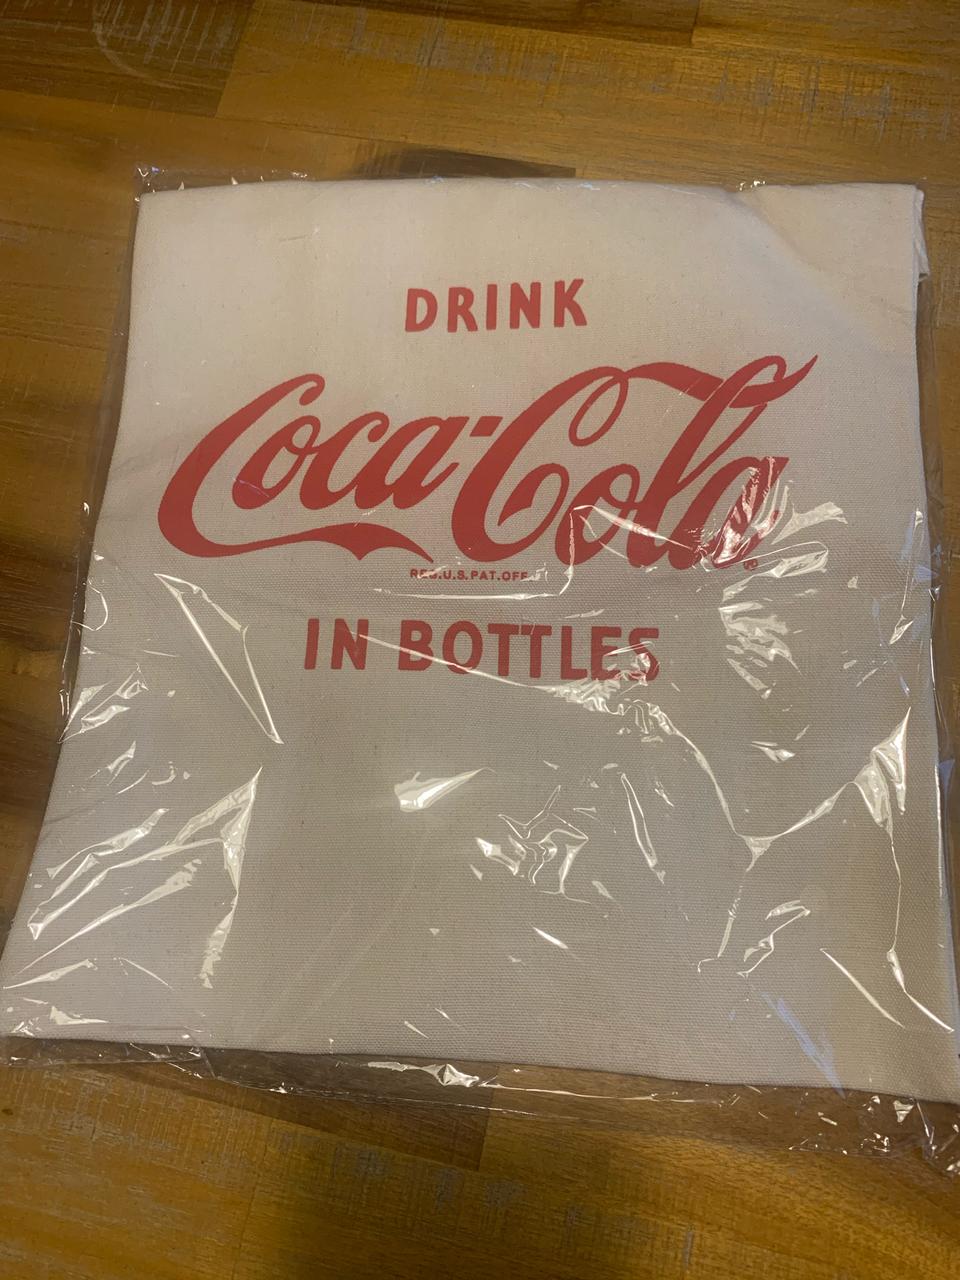 DRINK
Coca-Cola
REG.U.S.PAT.OFF.
®
IN BOTTLES